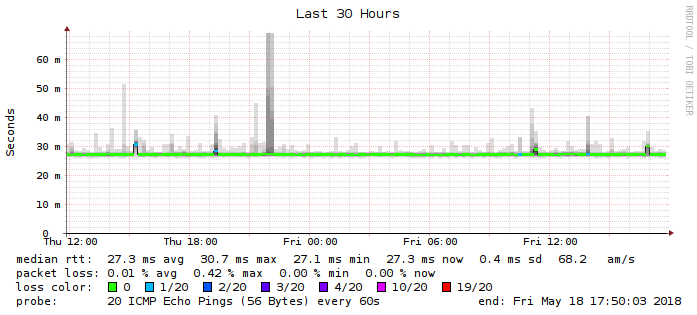 Last 30 Hours
RRDTOOL / TOBI OETIKER
Seconds
60 m
50 m
40 m
30 m
20 m
10 m
0
Thu 12:00 Thu 18:00 Fri 00:00 Fri 06:00 Fri 12:00
median rtt: 27.3 ms avg 30.7 ms max 27.1 ms min 27.3 ms now 0.4 ms sd 68.2 am/s
packet loss: 0.01 % avg 0.42 % max 0.00 % min 0.00 % now
loss color: 0 1/20 2/20 3/20 4/20 10/20 19/20
probe: 20 ICMP Echo Pings (56 Bytes) every 60s end: Fri May 18 17:50:03 2018